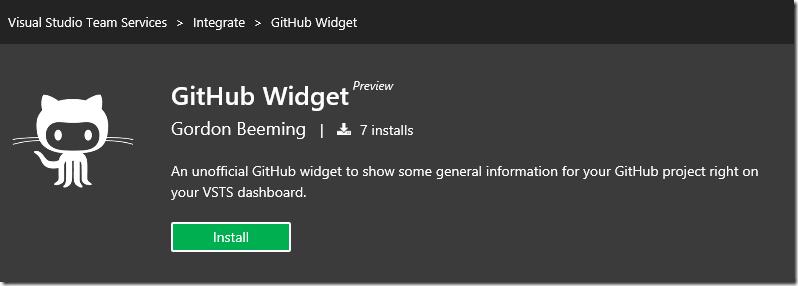 Visual Studio Team Services > Integrate > GitHub Widget
GitHub Widget Preview
Gordon Beeming | 7 installs
An unofficial GitHub widget to show some general information for your GitHub project right on
your VSTS dashboard.
Install